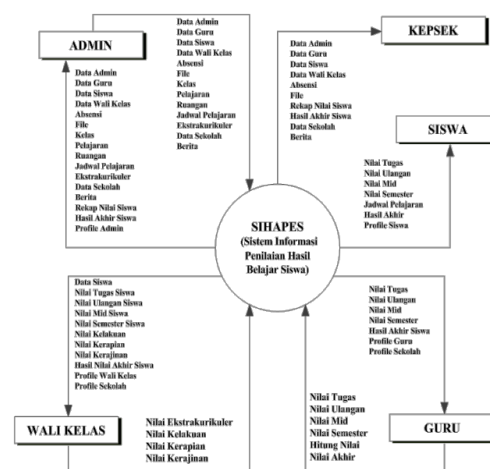 ADMIN
Data Admin
Data Guru
Data Siswa
Data Wali Kelas
Absensi
File
Kelas
Pelajaran
Ruangan
Jadwal Pelajaran
Ekstrakurikuler
Data Sekolah
Berita
Rekap Nilai Siswa
Hasil Akhir Siswa
Profile Admin
Data Admin
Data Guru
Data Siswa
Data Wali Kelas
Absensi
File
Kelas
Pelajaran
Ruangan
Jadwal Pelajaran
Ekstrakurikuler
Data Sekolah
Berita
KEPSEK
Data Admin
Data Guru
Data Siswa
Data Wali Kelas
Absensi
File
Rekap Nilai Siswa
Hasil Akhir Siswa
Data Sekolah
Berita
SISWA
Nilai Tugas
Nilai Ulangan
Nilai Mid
Nilai Semester
Jadwal Pelajaran
Hasil Akhir
Profile Siswa
SIHAPES
(Sistem Informasi
Penilaian Hasil
Belajar Siswa)
Data Siswa
Nilai Tugas Siswa
Nilai Ulangan Siswa
Nilai Mid Siswa
Nilai Semester Siswa
Nilai Kelakuan
Nilai Kerapian
Nilai Kerajinan
Hasil Nilai Akhir Siswa
Profile Wali Kelas
Profile Sekolah
Nilai Tugas
Nilai Ulangan
Nilai Mid
Nilai Semester
Hasil Akhir Siswa
Profile Guru
Profile Sekolah
WALI KELAS
Nilai Ekstrakurikuler
Nilai Kelakuan
Nilai Kerapian
Nilai Kerajinan
Nilai Tugas
Nilai Ulangan
Nilai Mid
Nilai Semester
Hitung Nilai
Nilai Akhir
GURU